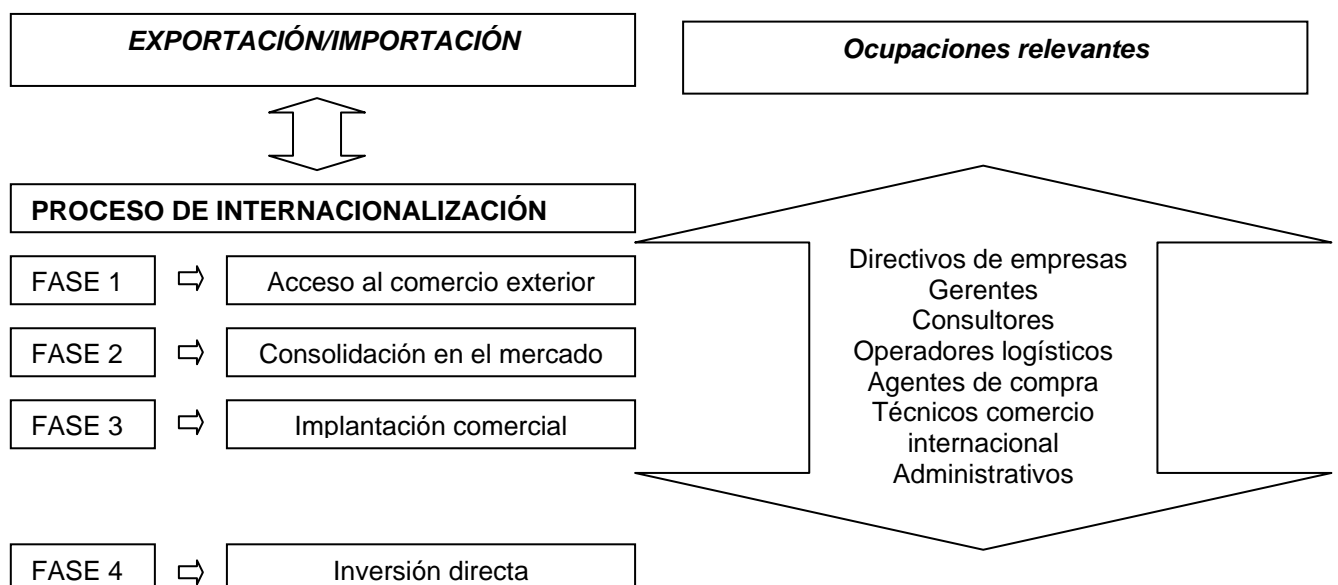 EXPORTACIÓN/IMPORTACIÓN
Ocupaciones relevantes
PROCESO DE INTERNACIONALIZACIÓN
FASE 1
Acceso al comercio exterior
FASE 2
Consolidación en el mercado
FASE 3
Implantación comercial
FASE 4
Inversión directa
Directivos de empresas
Gerentes
Consultores
Operadores logísticos
Agentes de compra
Técnicos comercio
internacional
Administrativos